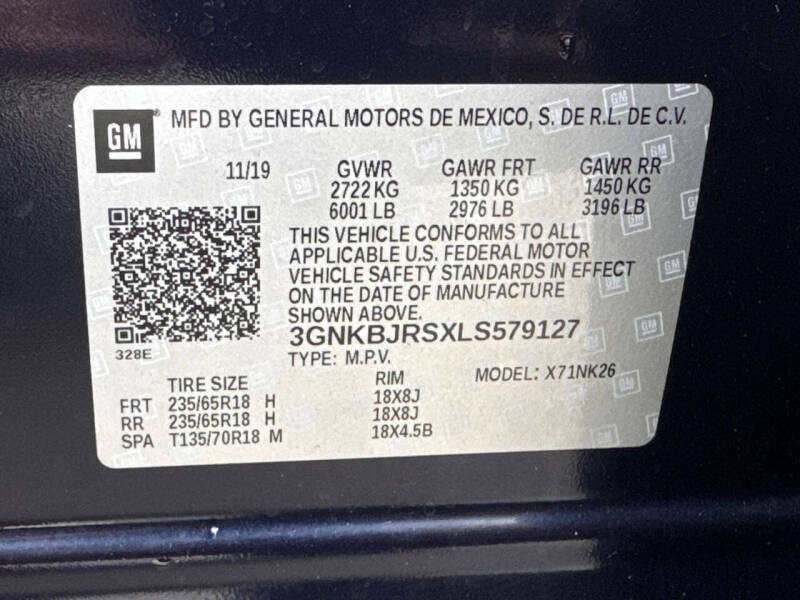 GM MFD BY GENERAL MOTORS DE MEXICO, S. DE R.L. DE C.V.
11/19 GVWR GAWR FRT GAWR RR
2722 KG 1350 KG 1450 KG
6001 LB 2976 LB 3196 LB
THIS VEHICLE CONFORMS TO ALL
APPLICABLE U.S. FEDERAL MOTOR
VEHICLE SAFETY STANDARDS IN EFFECT
ON THE DATE OF MANUFACTURE
SHOWN ABOVE.
328E
3GNKBJRSXLS579127
TYPE: M.P.V. MODEL: X71NK26
TIRE SIZE RIM
FRT 235/65R18 H 18X8J
RR 235/65R18 H 18X8J
SPA T135/70R18 M 18X4.5B